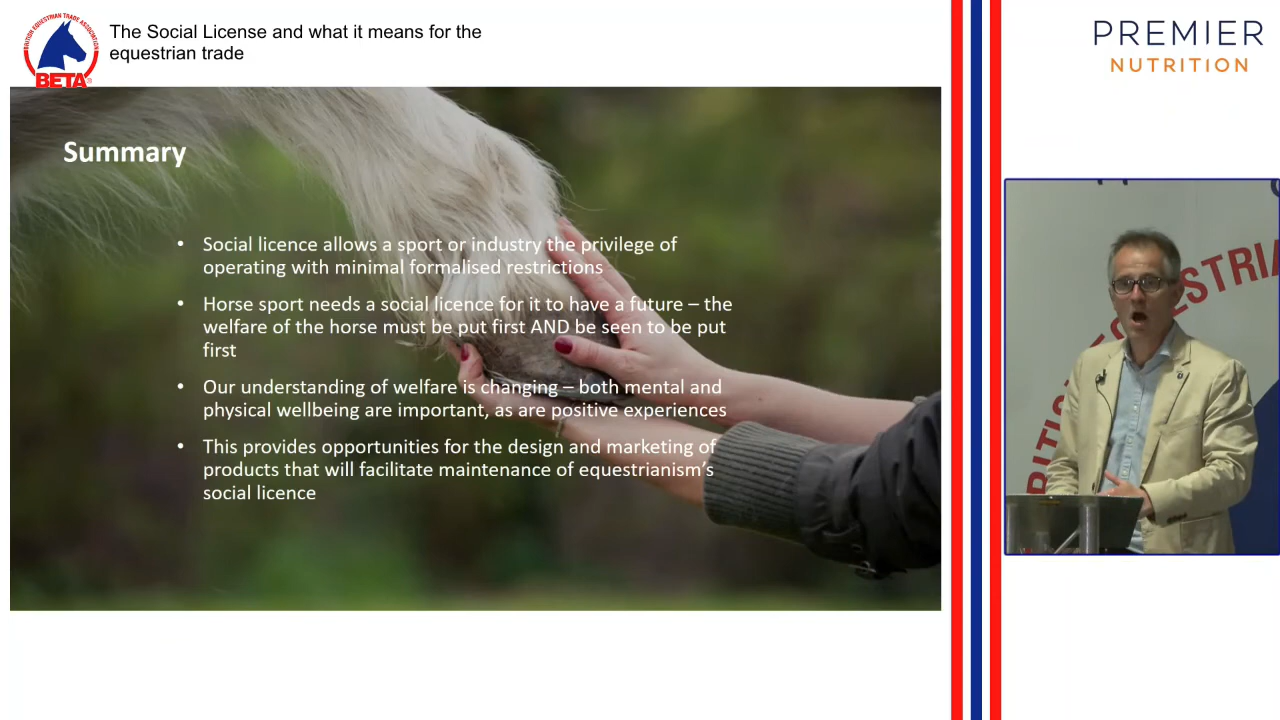 BRITISH EQUESTRIAN TRADE ASSOCIATION
BETA
The Social License and what it means for the
equestrian trade
PREMIER
NUTRITION
Summary
• Social licence allows a sport or industry the privilege of
operating with minimal formalised restrictions
• Horse sport needs a social licence for it to have a future – the
welfare of the horse must be put first AND be seen to be put
first
• Our understanding of welfare is changing – both mental and
physical wellbeing are important, as are positive experiences
• This provides opportunities for the design and marketing of
products that will facilitate maintenance of equestrianism’s
social licence